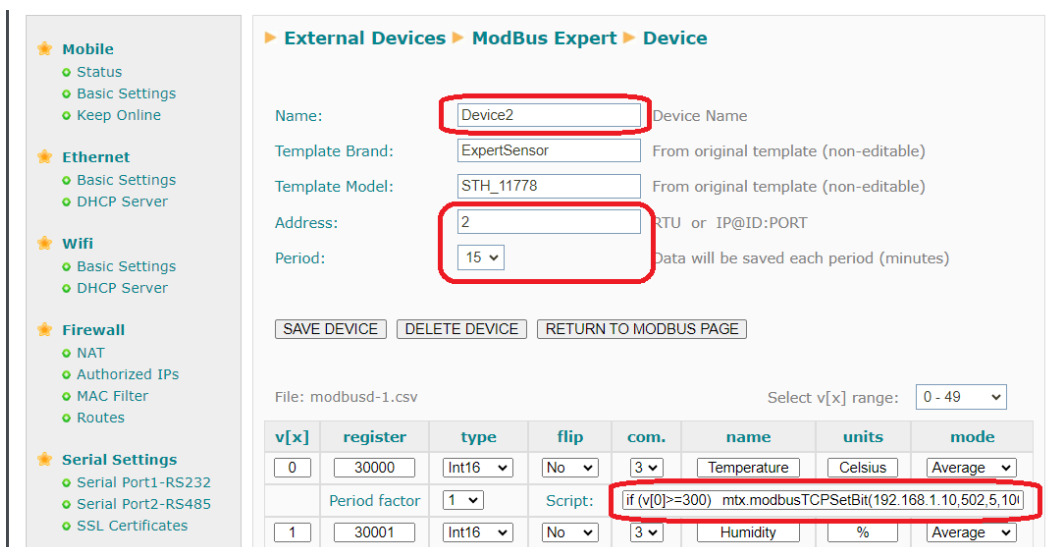 Mobile
Status
Basic Settings
Keep Online
Ethernet
Basic Settings
DHCP Server
Wifi
Basic Settings
DHCP Server
Firewall
NAT
Authorized IPs
MAC Filter
Routes
Serial Settings
Serial Port1-RS232
Serial Port2-RS485
SSL Certificates
External Devices ModBus Expert Device
Name: Device2 Device Name
Template Brand: ExpertSensor From original template (non-editable)
Template Model: STH_11778 From original template (non-editable)
Address: 2 RTU or IP@ID:PORT
Period: 15 Data will be saved each period (minutes)
SAVE DEVICE DELETE DEVICE RETURN TO MODBUS PAGE
File: modbusd-1.csv Select v[x] range: 0 - 49
v[x] register type flip com. name units mode
0 30000 Int16 No 3 Temperature Celsius Average
Period factor 1 Script: if (v[0]>=300) mtx.modbusTCPSetBit(192.168.1.10,502,5,10
1 30001 Int16 No 3 Humidity % Average